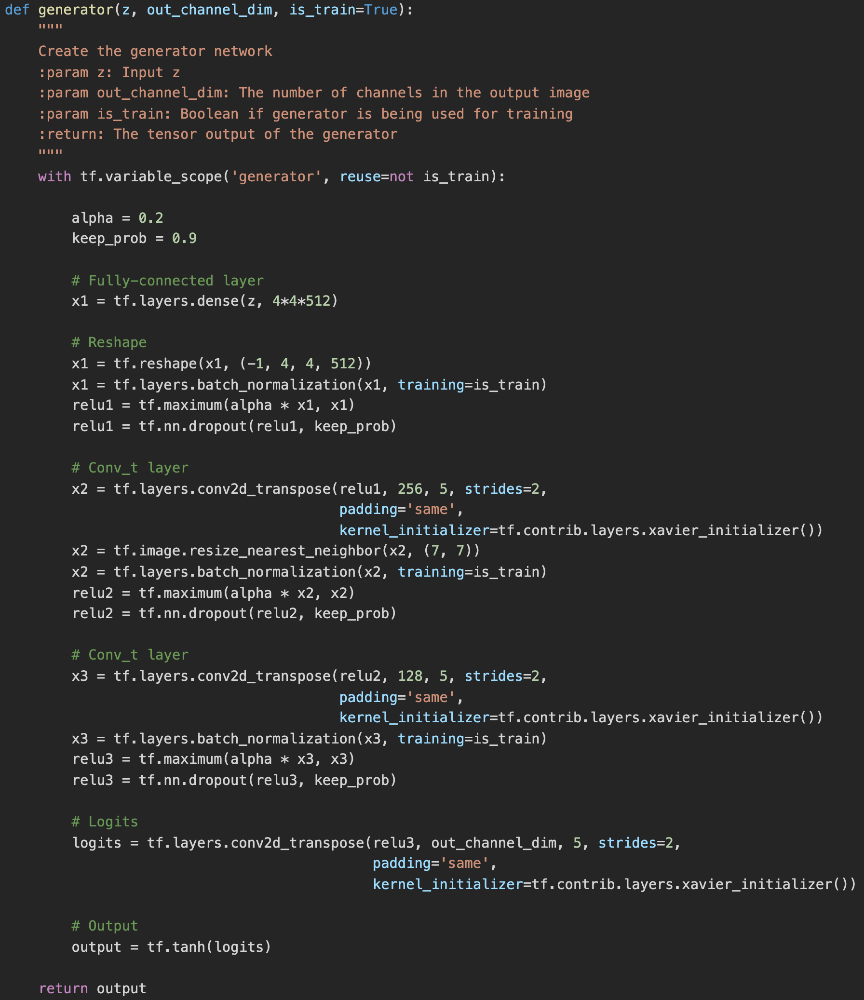 def generator(z, out_channel_dim, is_train=True):
    """
    Create the generator network
    :param z: Input z
    :param out_channel_dim: The number of channels in the output image
    :param is_train: Boolean if generator is being used for training
    :return: The tensor output of the generator
    """
    with tf.variable_scope('generator', reuse=not is_train):
        alpha = 0.2
        keep_prob = 0.9
        # Fully-connected layer
        x1 = tf.layers.dense(z, 4*4*512)
        # Reshape
        x1 = tf.reshape(x1, (-1, 4, 4, 512))
        x1 = tf.layers.batch_normalization(x1, training=is_train)
        relu1 = tf.maximum(alpha * x1, x1)
        relu1 = tf.nn.dropout(relu1, keep_prob)
        # Conv_t layer
        x2 = tf.layers.conv2d_transpose(relu1, 256, 5, strides=2,
                                        padding='same',
                                        kernel_initializer=tf.contrib.layers.xavier_initializer())
        x2 = tf.image.resize_nearest_neighbor(x2, (7, 7))
        x2 = tf.layers.batch_normalization(x2, training=is_train)
        relu2 = tf.maximum(alpha * x2, x2)
        relu2 = tf.nn.dropout(relu2, keep_prob)
        # Conv_t layer
        x3 = tf.layers.conv2d_transpose(relu2, 128, 5, strides=2,
                                        padding='same',
                                        kernel_initializer=tf.contrib.layers.xavier_initializer())
        x3 = tf.layers.batch_normalization(x3, training=is_train)
        relu3 = tf.maximum(alpha * x3, x3)
        relu3 = tf.nn.dropout(relu3, keep_prob)
        # Logits
        logits = tf.layers.conv2d_transpose(relu3, out_channel_dim, 5, strides=2,
                                            padding='same',
                                            kernel_initializer=tf.contrib.layers.xavier_initializer())
        # Output
        output = tf.tanh(logits)
    return output